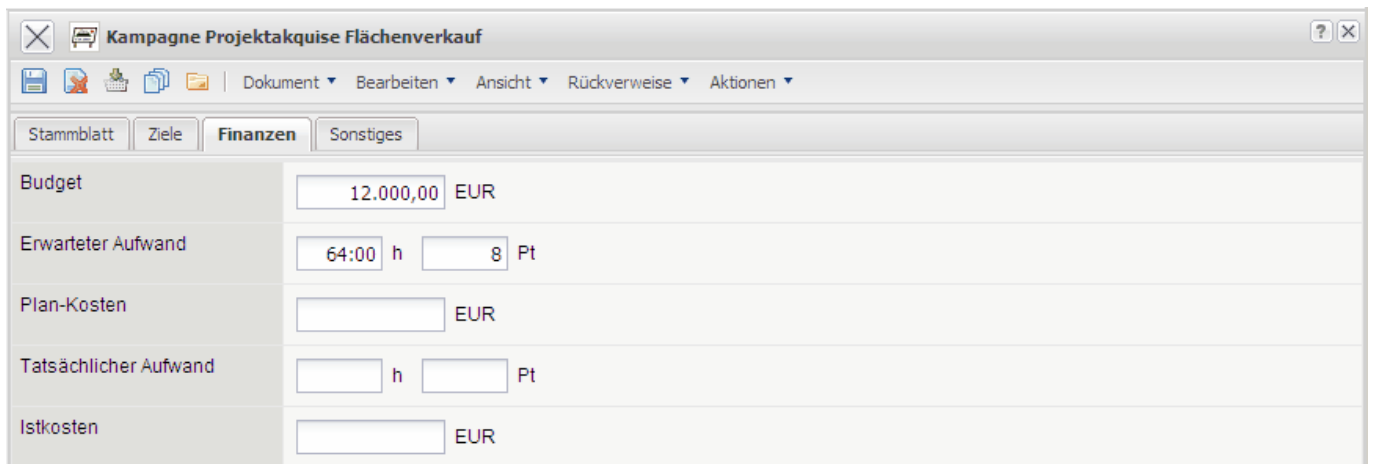 Kampagne Projektakquise Flächenverkauf ?
Dokument Bearbeiten Ansicht Rückverweise Aktionen
Stammblatt Ziele Finanzen Sonstiges
Budget 12.000,00 EUR
Erwarteter Aufwand 64:00 h 8 Pt
Plan-Kosten EUR
Tatsächlicher Aufwand h Pt
Istkosten EUR